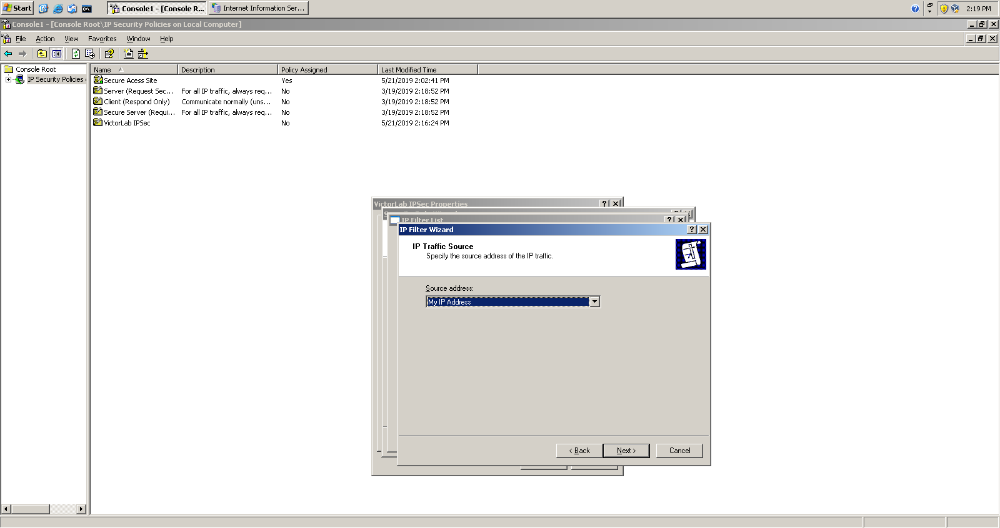 Start
Console1 - [Console R...
Internet Information Ser...
2:19 PM
Console1 - [Console Root\IP Security Policies on Local Computer]
File Action View Favorites Window Help
Console Root
IP Security Policies
Name Description Policy Assigned Last Modified Time
Secure Acess Site Yes 5/21/2019 2:02:41 PM
Server (Request Sec... For all IP traffic, always req... No 3/19/2019 2:18:52 PM
Client (Respond Only) Communicate normally (uns... No 3/19/2019 2:18:52 PM
Secure Server (Requi... For all IP traffic, always req... No 3/19/2019 2:18:52 PM
VictorLab IPSec No 5/21/2019 2:16:24 PM
VictorLab IPSec Properties
IP Filter List
IP Filter Wizard
IP Traffic Source
Specify the source address of the IP traffic.
Source address:
My IP Address
< Back Next > Cancel